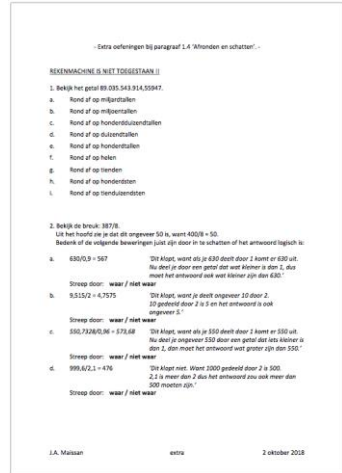 - Extra oefeningen bij paragraaf 1.4 'Afronden en schatten'. -
REKENMACHINE IS NIET TOEGESTAAN !!
1. Bekijk het getal 89.035.543.914,55947.
a. Rond af op miljardtallen
b. Rond af op miljoentallen
c. Rond af op honderdduizendtallen
d. Rond af op duizendtallen
e. Rond af op honderdtallen
f. Rond af op helen
g. Rond af op tienden
h. Rond af op honderdsten
i. Rond af op tienduizendsten
2. Bekijk de breuk: 387/8.
Uit het hoofd zie je dat dit ongeveer 50 is, want 400/8 = 50.
Bedenk of de volgende beweringen juist zijn door in te schatten of het antwoord logisch is:
a. 630/0,9 = 567 'Dit klopt, want als je 630 deelt door 1 komt er 630 uit.
Nu deel je door een getal dat wat kleiner is dan 1, dus
moet het antwoord ook wat kleiner zijn dan 630.'
Streep door: waar / niet waar
b. 9,515/2 = 4,7575 'Dit klopt, want je deelt ongeveer 10 door 2.
10 gedeeld door 2 is 5 en het antwoord is ook
ongeveer 5.'
Streep door: waar / niet waar
c. 550,7328/0,96 = 573,68 'Dit klopt, want als je 550 deelt door 1 komt er 550 uit.
Nu deel je ongeveer 550 door een getal dat iets kleiner is
dan 1, dan moet het antwoord wat groter zijn dan 550.'
Streep door: waar / niet waar
d. 999,6/2,1 = 476 'Dit klopt niet. Want 1000 gedeeld door 2 is 500.
2,1 is meer dan 2 dus het antwoord zou ook meer dan
500 moeten zijn.'
Streep door: waar / niet waar
J.A. Maissan extra 2 oktober 2018